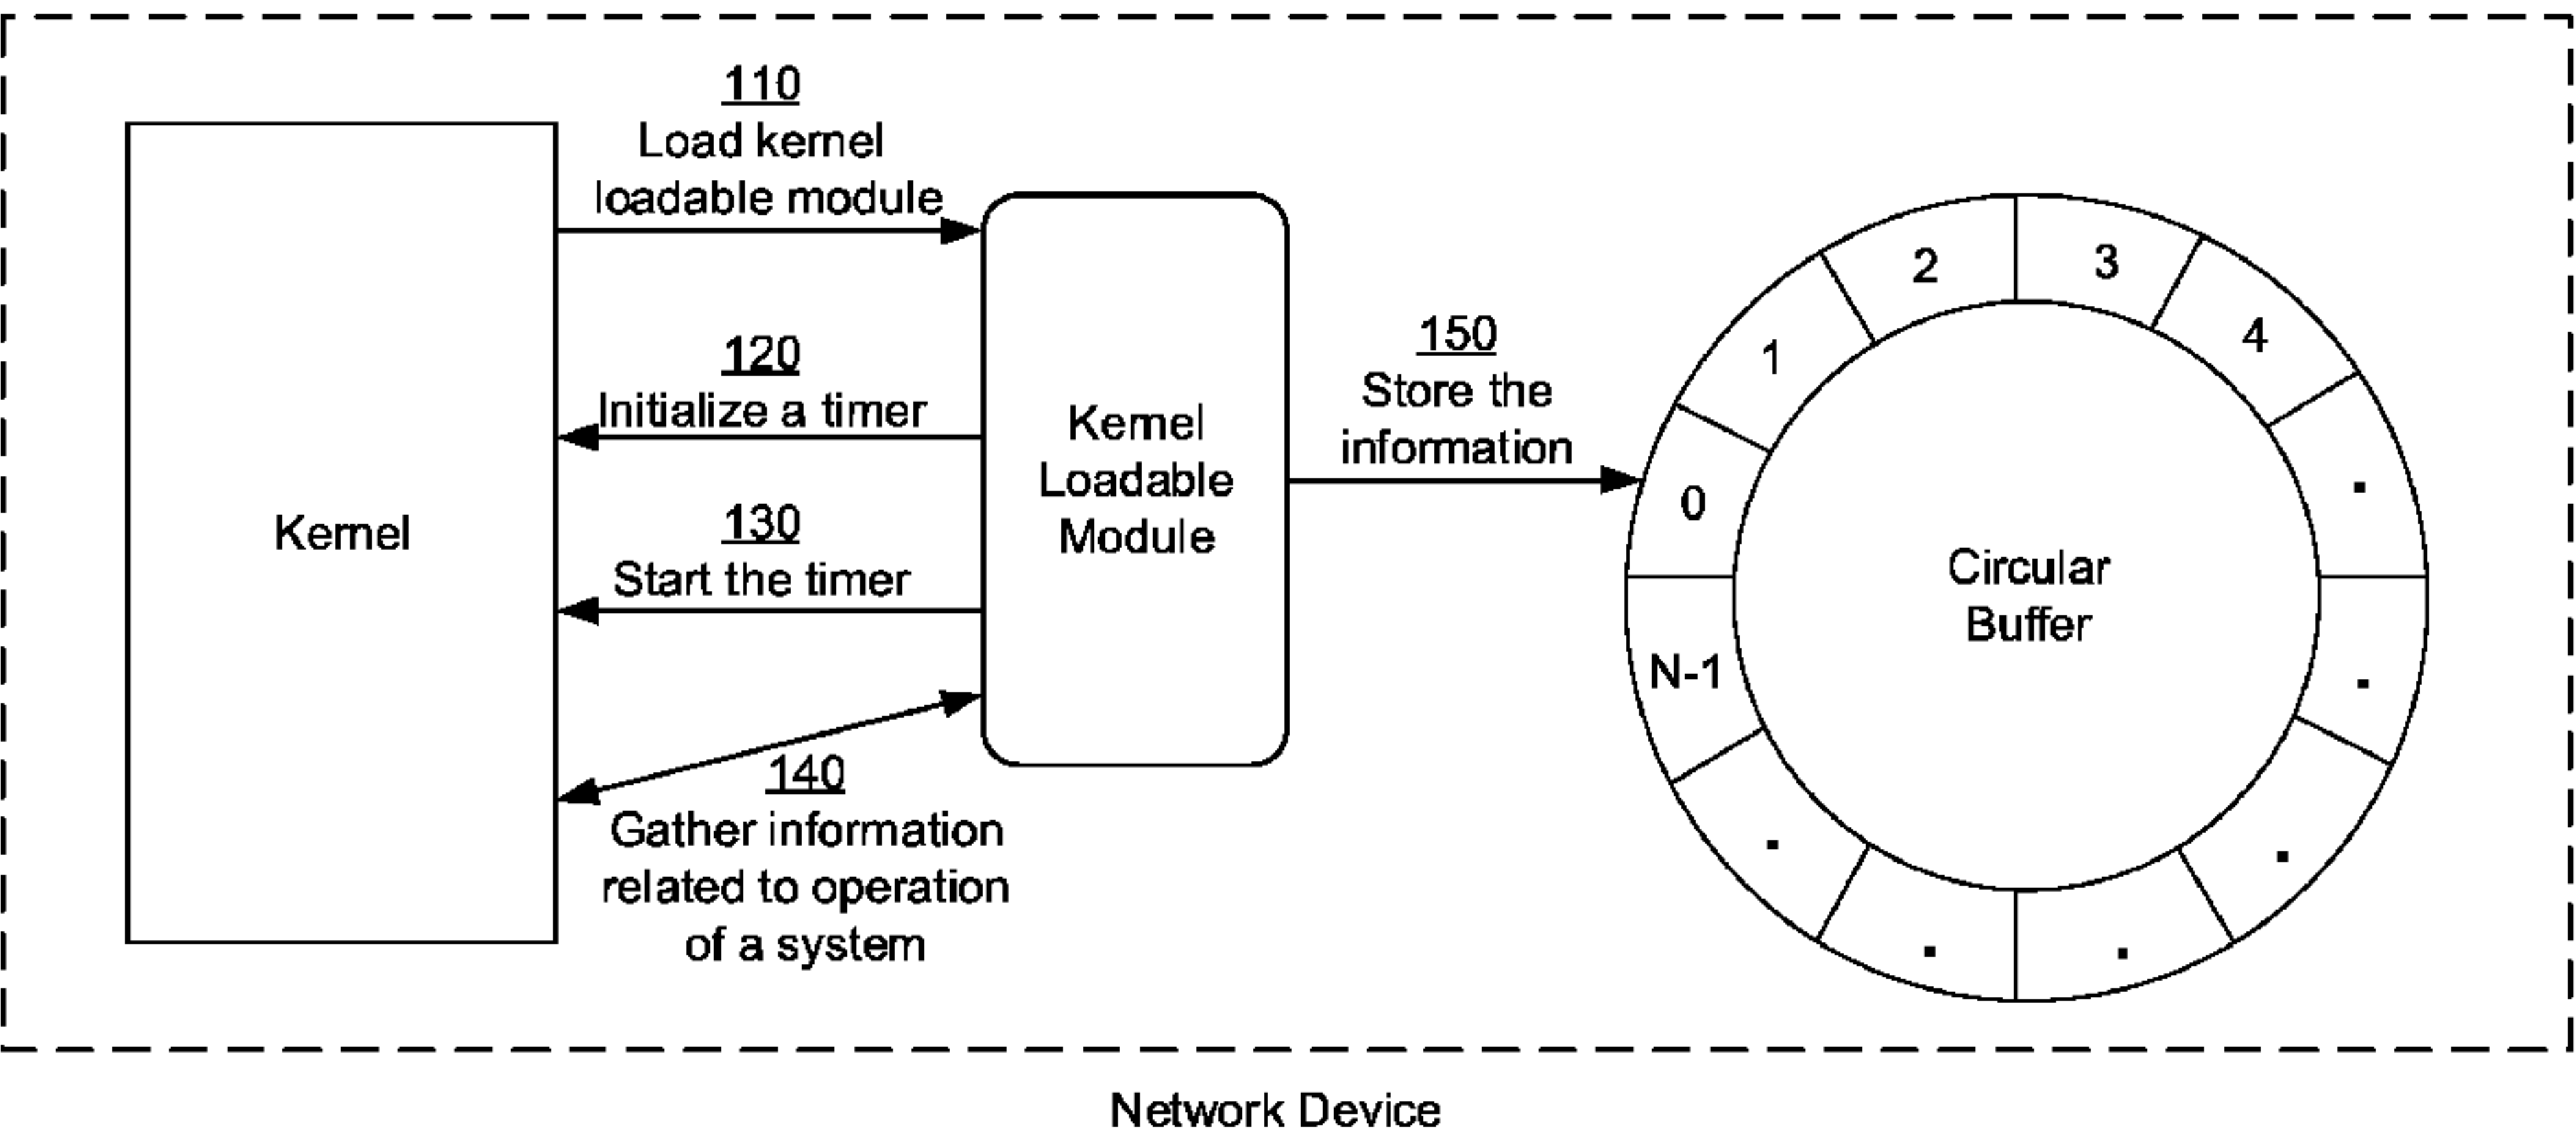 110
Load kernel
loadable module
120
Initialize a timer
130
Start the timer
140
Gather information
related to operation
of a system
Kernel
Kernel
Loadable
Module
150
Store the
information
0
1
2
3
4
.
.
.
.
.
.
N-1
Circular
Buffer
Network Device